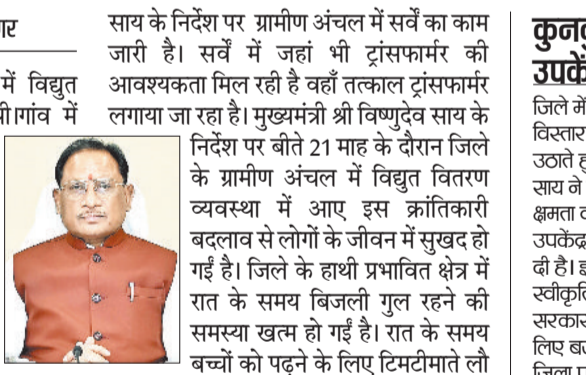 गर
में विद्युत
गी।गांव में
साय के निर्देश पर ग्रामीण अंचल में सर्वे का काम
जारी है। सर्वे में जहां भी ट्रांसफार्मर की
आवश्यकता मिल रही है वहाँ तत्काल ट्रांसफार्मर
लगाया जा रहा है। मुख्यमंत्री श्री विष्णुदेव साय के
निर्देश पर बीते 21 माह के दौरान जिले
के ग्रामीण अंचल में विद्युत वितरण
व्यवस्था में आए इस क्रांतिकारी
बदलाव से लोगों के जीवन में सुखद हो
गई है। जिले के हाथी प्रभावित क्षेत्र में
रात के समय बिजली गुल रहने की
समस्या खत्म हो गई है। रात के समय
बच्चों को पढ़ने के लिए टिमटीमाते लौ
उपकें
जिले में
विस्तार
उठाते
साय ने
क्षमता
उपकेंद्र
दी है।
स्वीकृति
सरकार
लिए